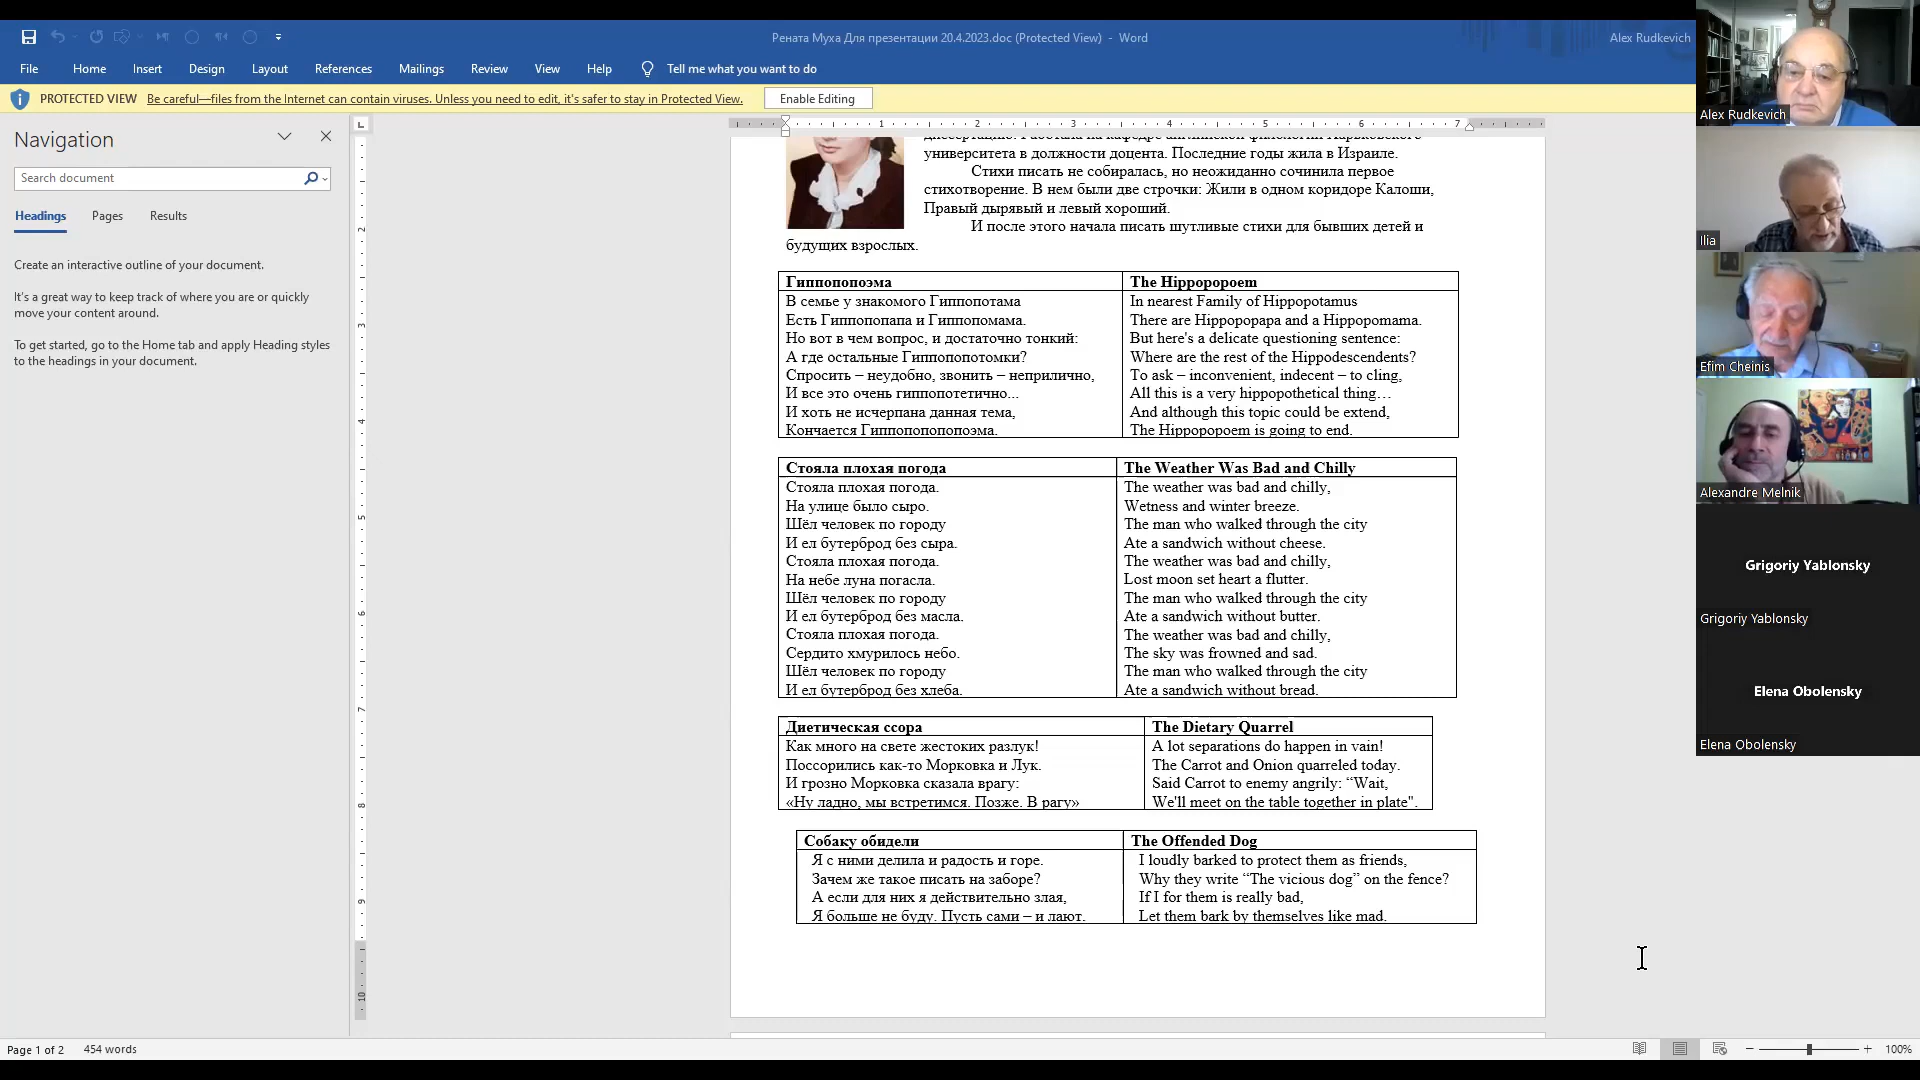 Рената Муха Для презентации 20.4.2023.doc (Protected View) - Word
Alex Rudkevich
File Home Insert Design Layout References Mailings Review View Help Tell me what you want to do
PROTECTED VIEW Be careful—files from the Internet can contain viruses. Unless you need to edit, it's safer to stay in Protected View. Enable Editing
Navigation
Search document
Headings Pages Results
Create an interactive outline of your document.
It's a great way to keep track of where you are or quickly
move your content around.
To get started, go to the Home tab and apply Heading styles
to the headings in your document.
1 2 3 4 5 6 7
2
3
4
5
6
7
8
9
10
диссертацию. Работала на кафедре английской филологии Харьковского
университета в должности доцента. Последние годы жила в Израиле.
Стихи писать не собиралась, но неожиданно сочинила первое
стихотворение. В нем были две строчки: Жили в одном коридоре Калоши,
Правый дырявый и левый хороший.
И после этого начала писать шутливые стихи для бывших детей и
будущих взрослых.
Гиппопопоэма
В семье у знакомого Гиппопотама
Есть Гиппопопапа и Гиппопомама.
Но вот в чем вопрос, и достаточно тонкий:
А где остальные Гиппопопотомки?
Спросить – неудобно, звонить – неприлично,
И все это очень гиппопотетично...
И хоть не исчерпана данная тема,
Кончается Гиппопопопопоэма.
The Hippopopoem
In nearest Family of Hippopotamus
There are Hippopopapa and a Hippopomama.
But here's a delicate questioning sentence:
Where are the rest of the Hippodescendents?
To ask – inconvenient, indecent – to cling,
All this is a very hippopothetical thing…
And although this topic could be extend,
The Hippopopoem is going to end.
Стояла плохая погода
Стояла плохая погода.
На улице было сыро.
Шёл человек по городу
И ел бутерброд без сыра.
Стояла плохая погода.
На небе луна погасла.
Шёл человек по городу
И ел бутерброд без масла.
Стояла плохая погода.
Сердито хмурилось небо.
Шёл человек по городу
И ел бутерброд без хлеба.
The Weather Was Bad and Chilly
The weather was bad and chilly,
Wetness and winter breeze.
The man who walked through the city
Ate a sandwich without cheese.
The weather was bad and chilly,
Lost moon set heart a flutter.
The man who walked through the city
Ate a sandwich without butter.
The weather was bad and chilly,
The sky was frowned and sad.
The man who walked through the city
Ate a sandwich without bread.
Диетическая ссора
Как много на свете жестоких разлук!
Поссорились как-то Морковка и Лук.
И грозно Морковка сказала врагу:
«Ну ладно, мы встретимся. Позже. В рагу»
The Dietary Quarrel
A lot separations do happen in vain!
The Carrot and Onion quarreled today.
Said Carrot to enemy angrily: “Wait,
We'll meet on the table together in plate".
Собаку обидели
Я с ними делила и радость и горе.
Зачем же такое писать на заборе?
А если для них я действительно злая,
Я больше не буду. Пусть сами – и лают.
The Offended Dog
I loudly barked to protect them as friends,
Why they write “The vicious dog” on the fence?
If I for them is really bad,
Let them bark by themselves like mad.
Alex Rudkevich
Ilia
Efim Cheinis
Alexandre Melnik
Grigoriy Yablonsky
Grigoriy Yablonsky
Elena Obolensky
Elena Obolensky
Page 1 of 2 454 words
100%